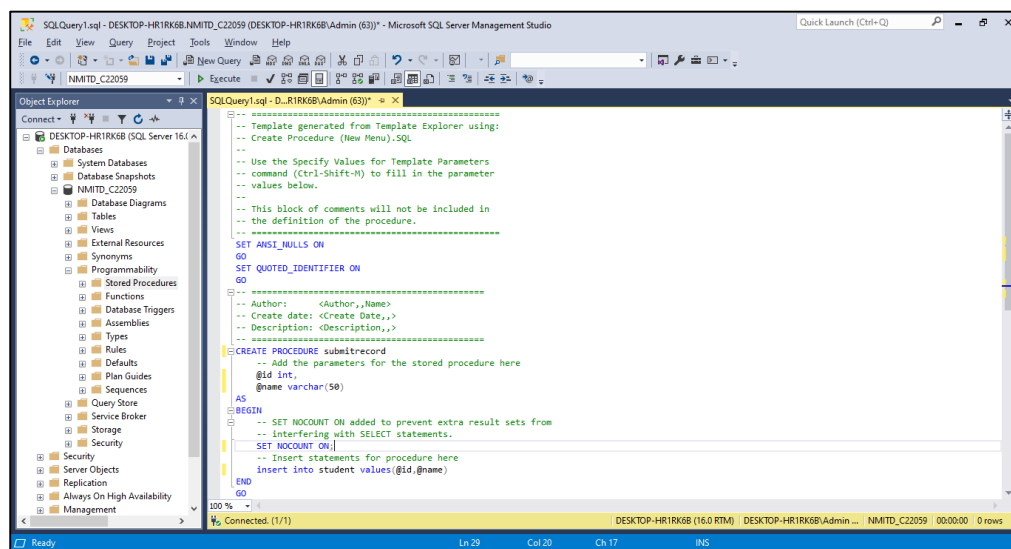 SQLQuery1.sql - DESKTOP-HR1RK6B.NMITD_C22059 (DESKTOP-HR1RK6B\Admin (63))* - Microsoft SQL Server Management Studio
Quick Launch (Ctrl+Q)
File Edit View Query Project Tools Window Help
New Query
NMITD_C22059
Execute
Object Explorer
Connect
DESKTOP-HR1RK6B (SQL Server 16.(
Databases
System Databases
Database Snapshots
NMITD_C22059
Database Diagrams
Tables
Views
External Resources
Synonyms
Programmability
Stored Procedures
Functions
Database Triggers
Assemblies
Types
Rules
Defaults
Plan Guides
Sequences
Query Store
Service Broker
Storage
Security
Security
Server Objects
Replication
Always On High Availability
Management
SQLQuery1.sql - D...R1RK6B\Admin (63))*
-- ================================================
-- Template generated from Template Explorer using:
-- Create Procedure (New Menu).SQL
--
-- Use the Specify Values for Template Parameters
-- command (Ctrl-Shift-M) to fill in the parameter
-- values below.
--
-- This block of comments will not be included in
-- the definition of the procedure.
-- ================================================
SET ANSI_NULLS ON
GO
SET QUOTED_IDENTIFIER ON
GO
-- =============================================
-- Author: <Author,,Name>
-- Create date: <Create Date,,>
-- Description: <Description,,>
-- =============================================
CREATE PROCEDURE submitrecord
-- Add the parameters for the stored procedure here
@id int,
@name varchar(50)
AS
BEGIN
-- SET NOCOUNT ON added to prevent extra result sets from
-- interfering with SELECT statements.
SET NOCOUNT ON;
-- Insert statements for procedure here
insert into student values(@id,@name)
END
GO
100 %
Connected. (1/1)
DESKTOP-HR1RK6B (16.0 RTM) DESKTOP-HR1RK6B\Admin ... NMITD_C22059 00:00:00 0 rows
Ready Ln 29 Col 20 Ch 17 INS